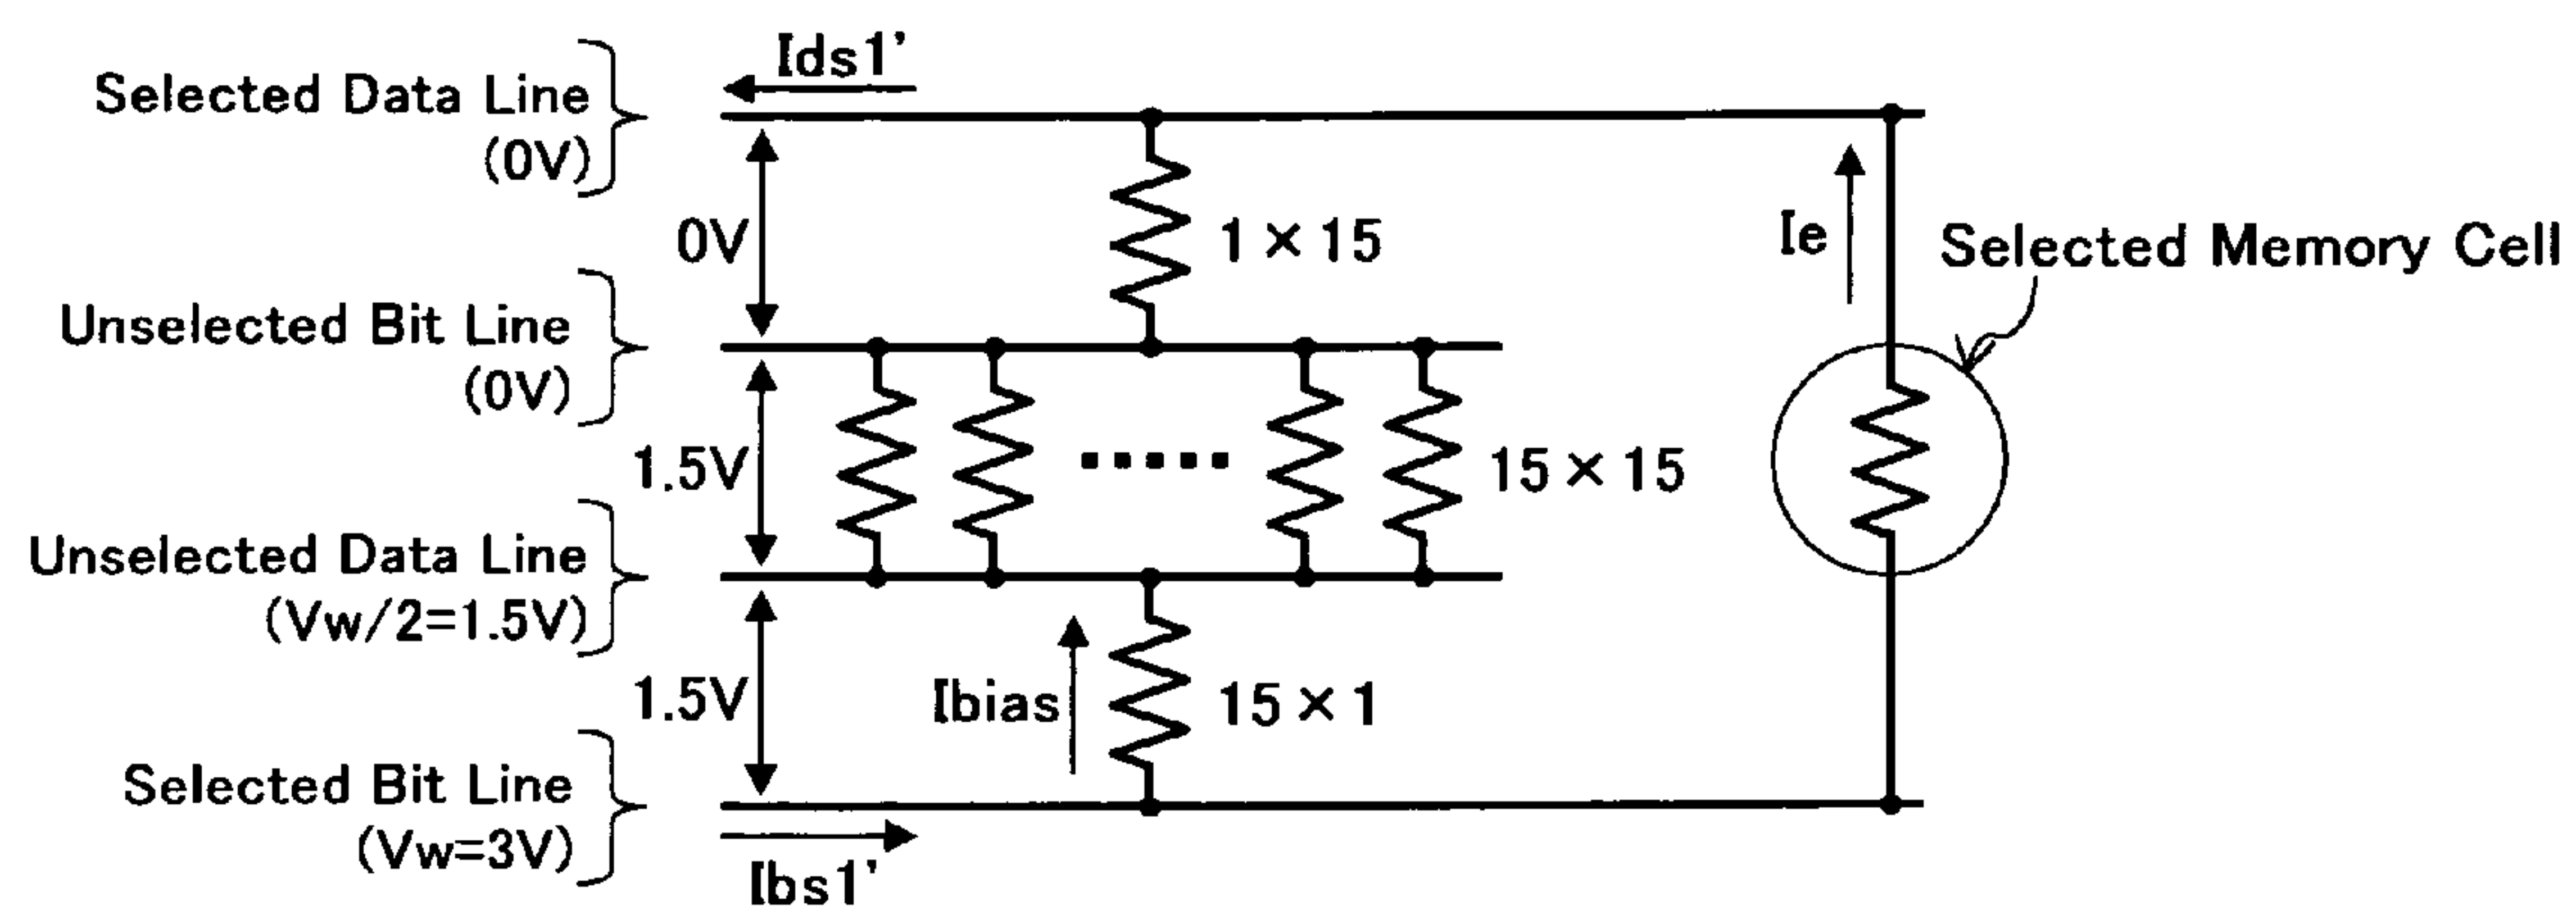 Ids1'
Selected Data Line
(0V)
0V
1×15
Ie
Selected Memory Cell
Unselected Bit Line
(0V)
1.5V
15×15
Unselected Data Line
(Vw/2=1.5V)
1.5V
Ibias
15×1
Selected Bit Line
(Vw=3V)
Ibs1'